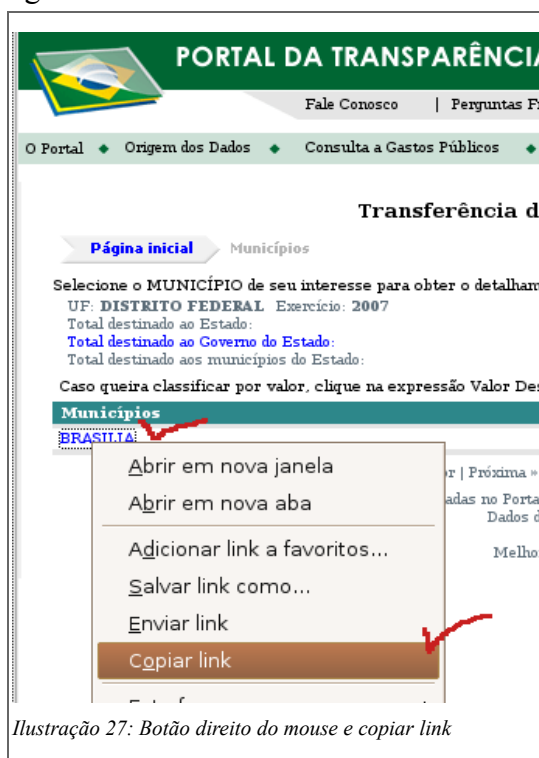 PORTAL DA TRANSPARÊNCIA
Fale Conosco | Perguntas F
O Portal ◆ Origem dos Dados ◆ Consulta a Gastos Públicos ◆
Transferência d
Página inicial Municípios
Selecione o MUNICÍPIO de seu interesse para obter o detalham
UF: DISTRITO FEDERAL Exercício: 2007
Total destinado ao Estado:
Total destinado ao Governo do Estado:
Total destinado aos municípios do Estado:
Caso queira classificar por valor, clique na expressão Valor De
Municípios
BRASILIA
Abrir em nova janela
or | Próxima »
Abrir em nova aba
adas no Porta
Dados d
Adicionar link a favoritos...
Melho
Salvar link como...
Enviar link
Copiar link
Ilustração 27: Botão direito do mouse e copiar link